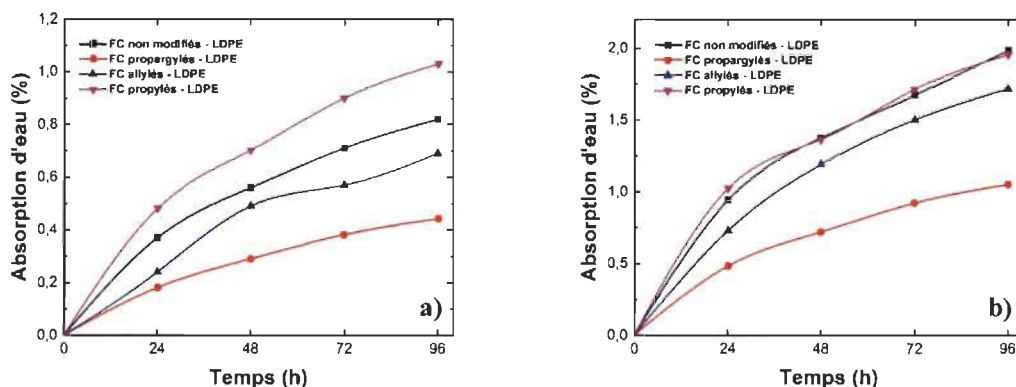 Absorption d'eau (%)
1,2
1,0
0,8
0,6
0,4
0,2
0,0
FC non modifiés - LDPE
FC propargylés - LDPE
FC allylés - LDPE
FC propylés - LDPE
a)
0
24
48
72
96
Temps (h)
Absorption d'eau (%)
2,0
1,5
1,0
0,5
0,0
FC non modifiés - LDPE
FC propargylés - LDPE
FC allylés - LDPE
FC propylés - LDPE
b)
0
24
48
72
96
Temps (h)